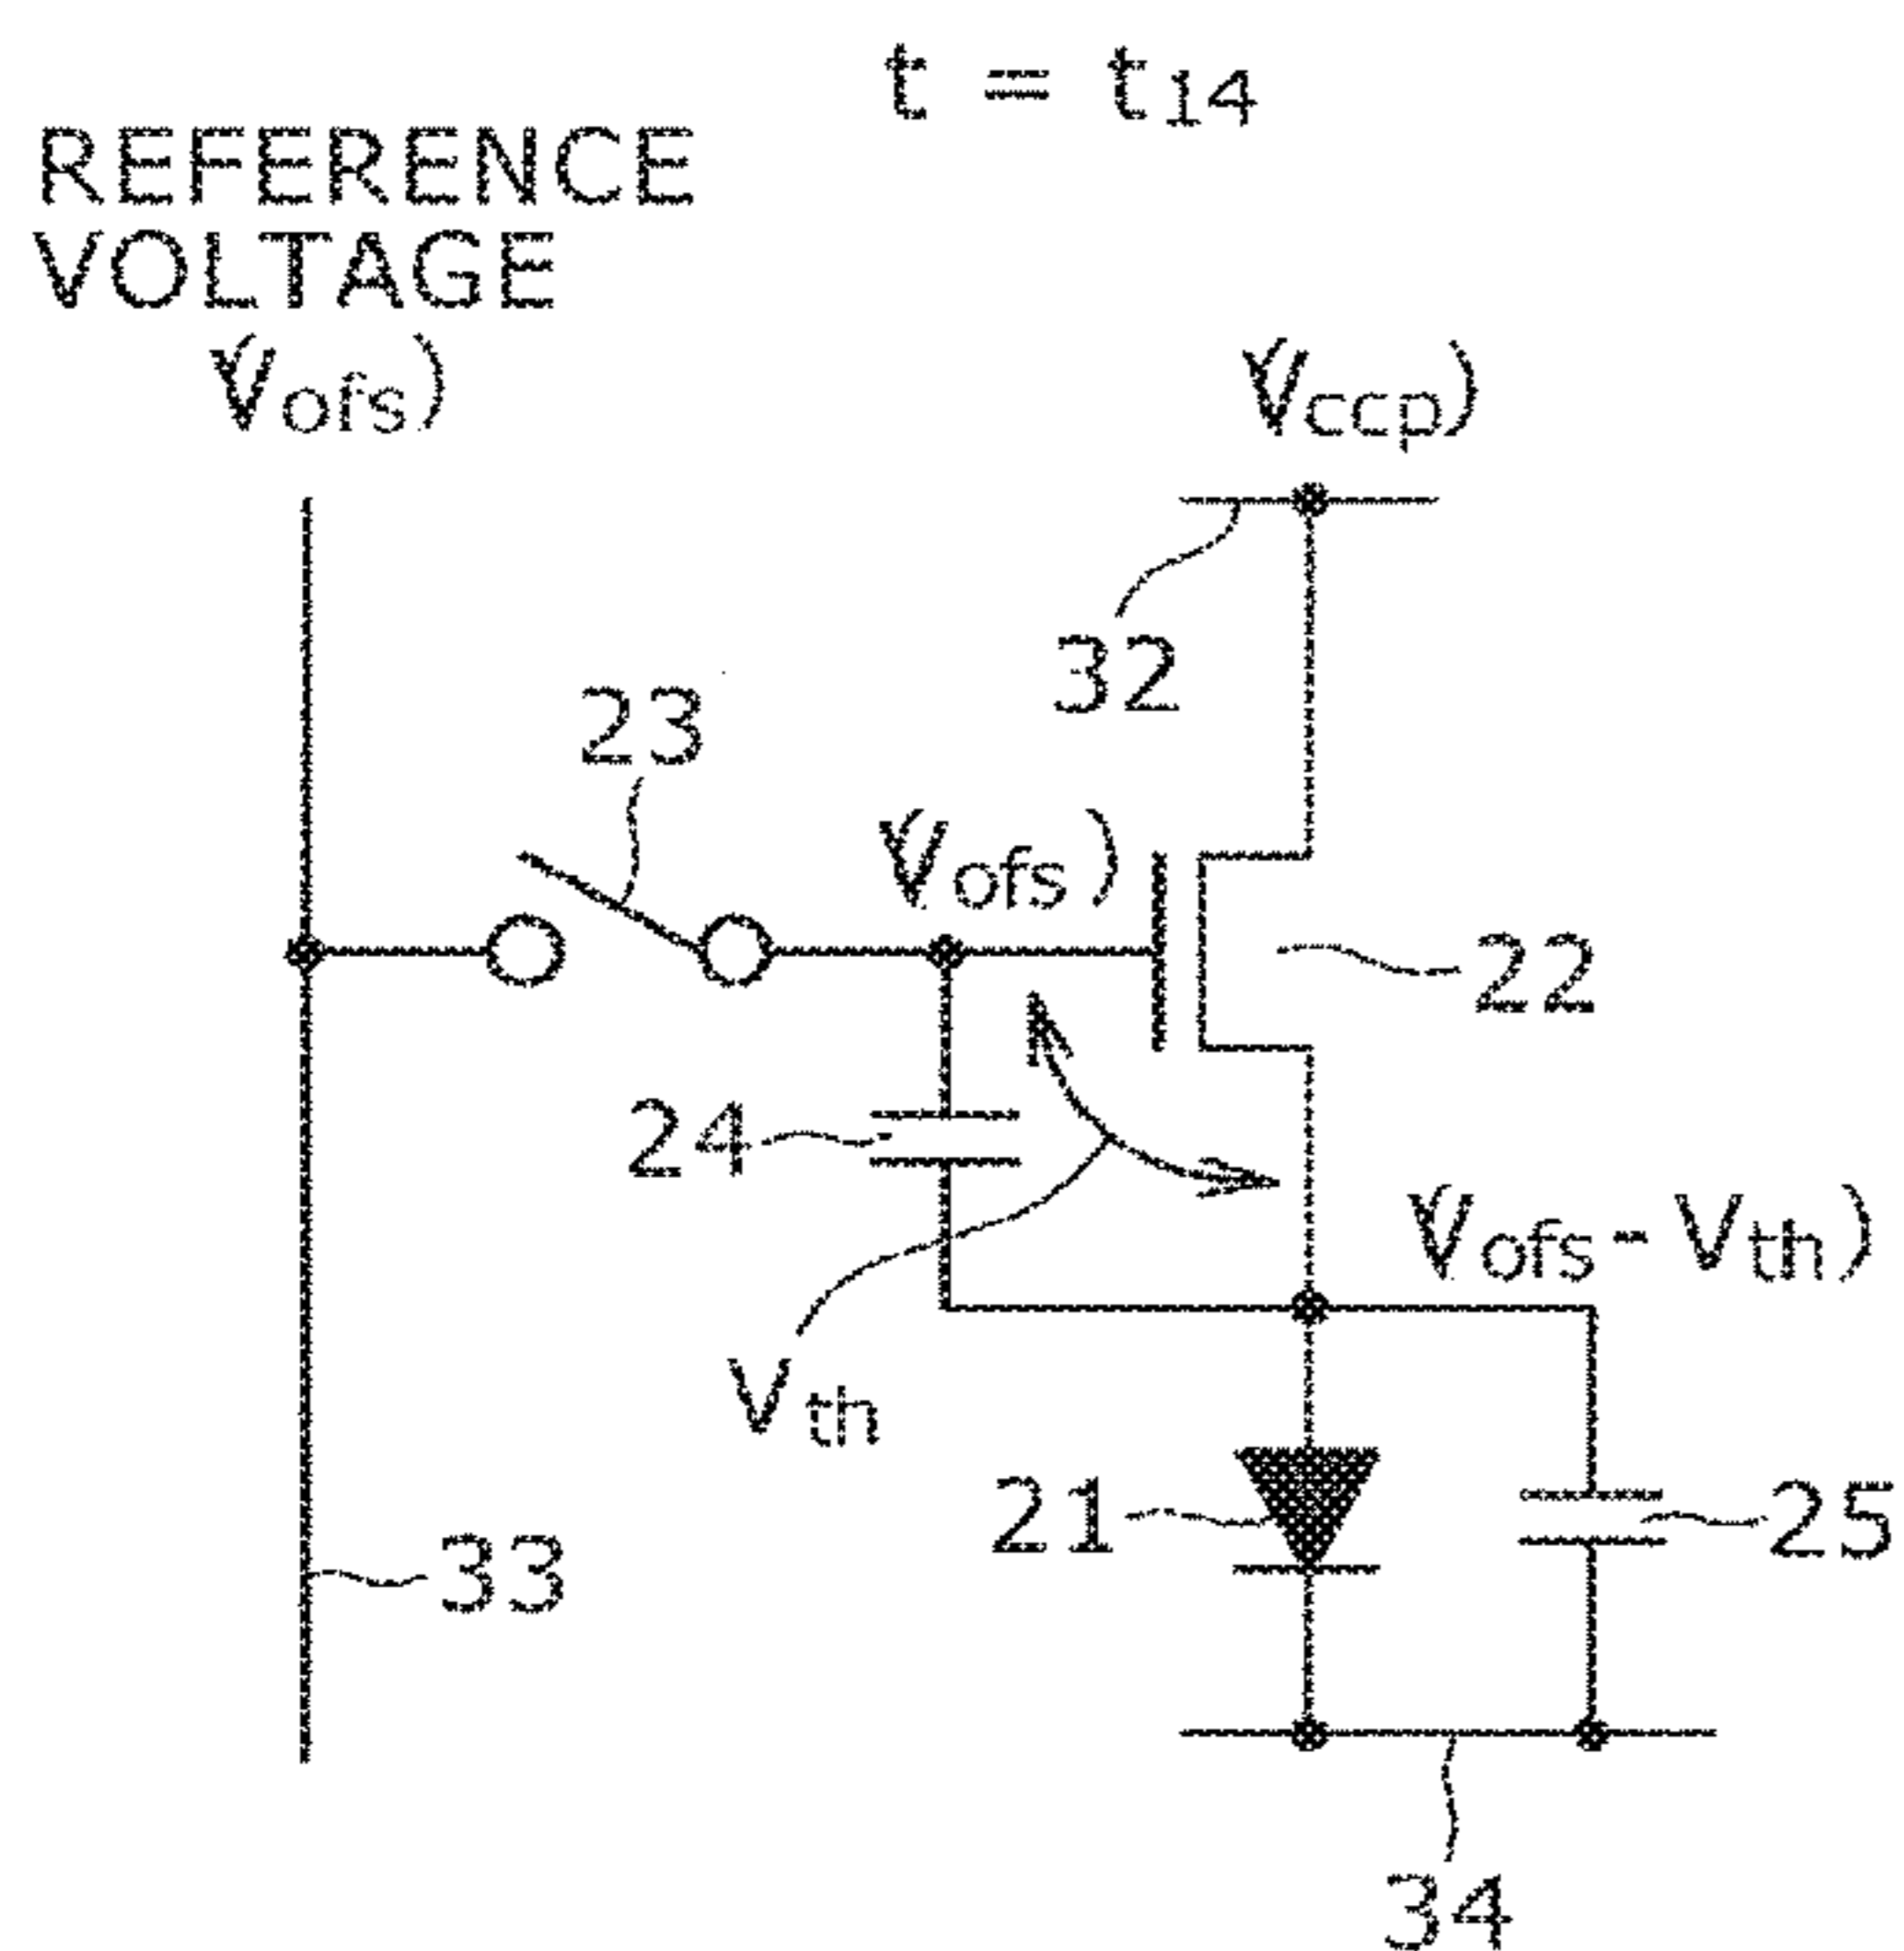 t = t14
REFERENCE
VOLTAGE
(Vofs)
(Vccp)
32
23
(Vofs)
22
24
(Vofs - Vth)
Vth
21
25
33
34